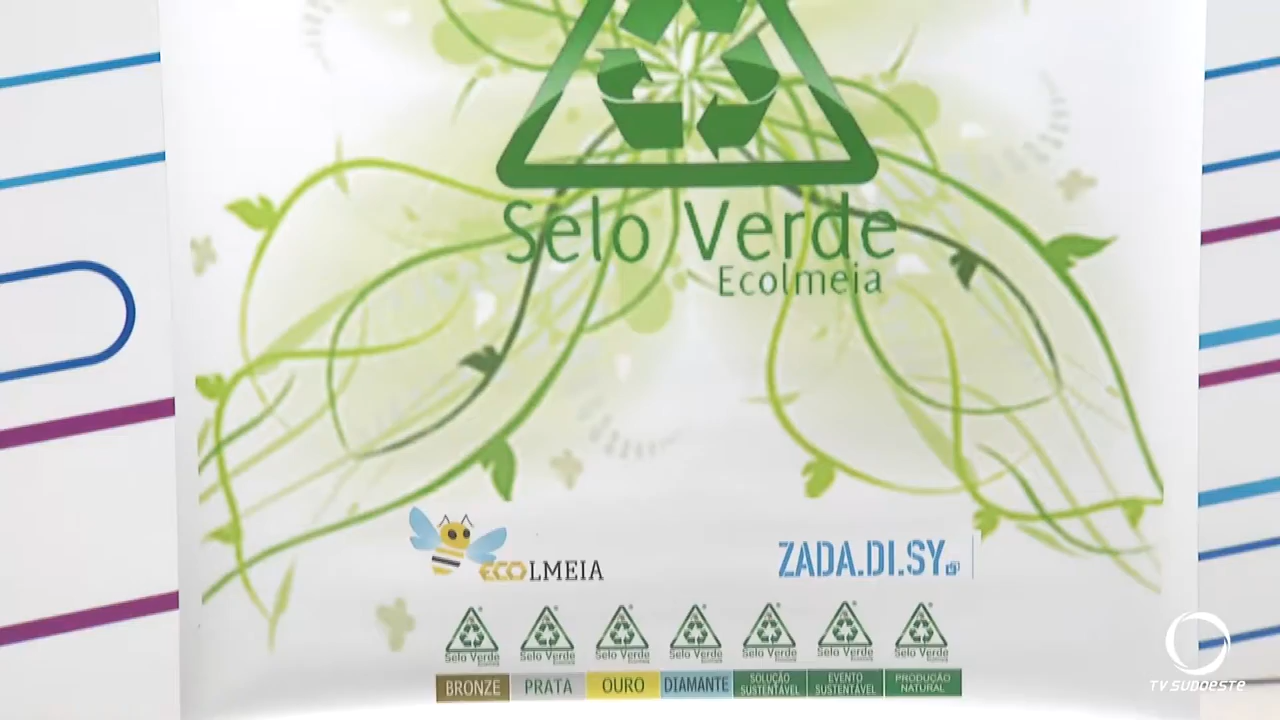 Selo Verde
Ecolmeia
ECOLMEIA
ZADA.DI.SY
Selo Verde
Selo Verde
Selo Verde
Selo Verde
Selo Verde
Selo Verde
Selo Verde
BRONZE
PRATA
OURO
DIAMANTE
SOLUÇÃO
SUSTENTÁVEL
EVENTO
SUSTENTÁVEL
PRODUÇÃO
NATURAL
TV SUDOESTE